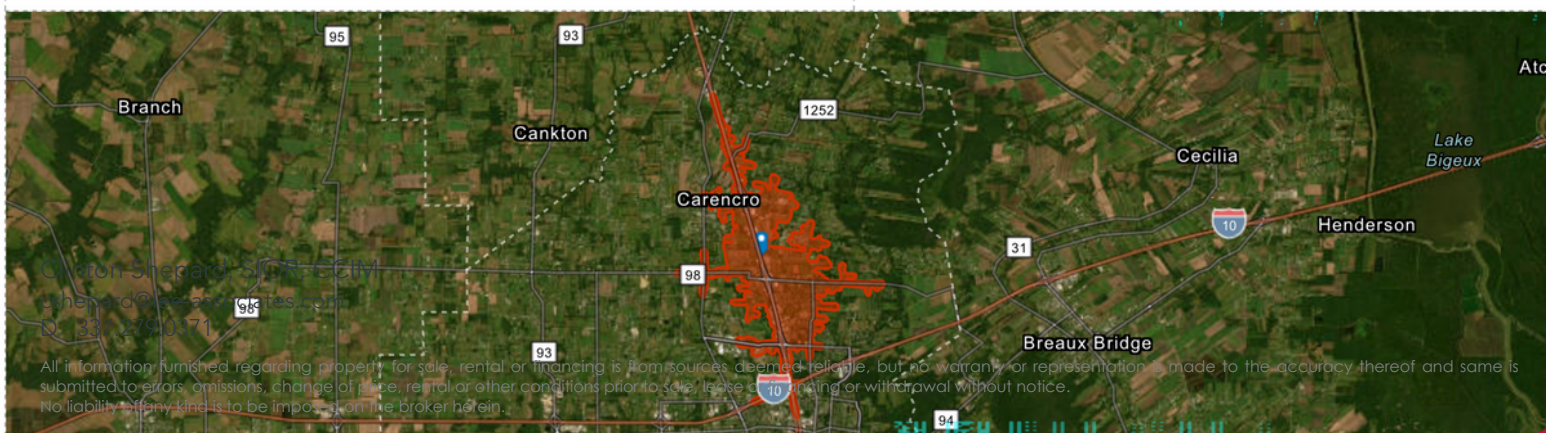 95
93
Atc
Branch
1252
Cankton
Lake
Bigeux
Cecilia
Carencro
10
Henderson
31
98
Shepard, SIOR, CCIM
98
93
Breaux Bridge
All information furnished regarding property for sale, rental or financing is from sources deemed reliable, but no warranty or representation is made to the accuracy thereof and same is
submitted to errors, omissions, change of price, rental or other conditions prior to sale, lease or financing or withdrawal without notice.
10
No liability of any kind is to be imposed on the broker herein.
94